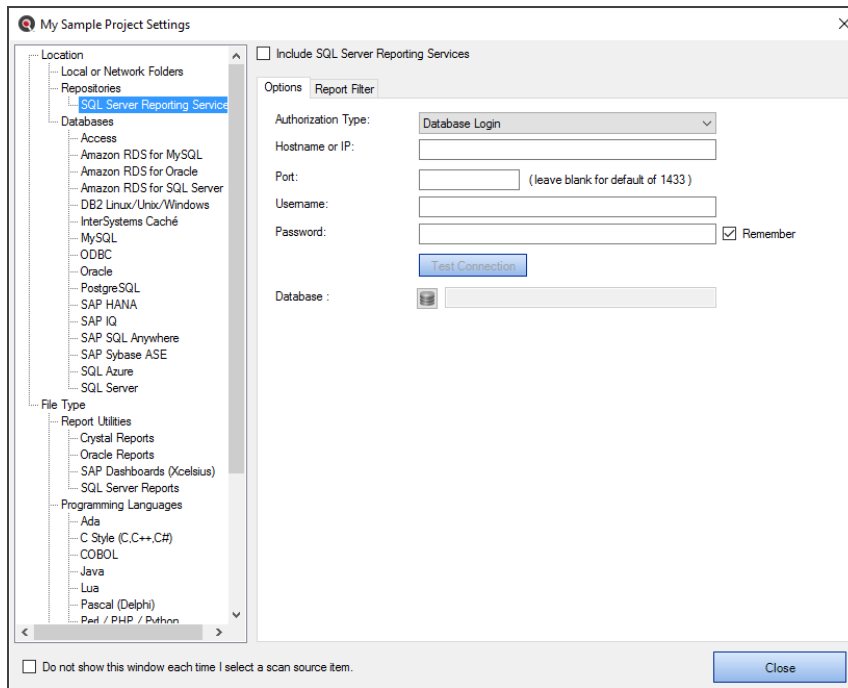 My Sample Project Settings
Location
Local or Network Folders
Repositories
SQL Server Reporting Service
Databases
Access
Amazon RDS for MySQL
Amazon RDS for Oracle
Amazon RDS for SQL Server
DB2 Linux/Unix/Windows
InterSystems Caché
MySQL
ODBC
Oracle
PostgreSQL
SAP HANA
SAP IQ
SAP SQL Anywhere
SAP Sybase ASE
SQL Azure
SQL Server
File Type
Report Utilities
Crystal Reports
Oracle Reports
SAP Dashboards (Xcelsius)
SQL Server Reports
Programming Languages
Ada
C Style (C,C++,C#)
COBOL
Java
Lua
Pascal (Delphi)
Perl / PHP / Python
Include SQL Server Reporting Services
Options Report Filter
Authorization Type: Database Login
Hostname or IP:
Port: ( leave blank for default of 1433 )
Username:
Password: Remember
Test Connection
Database :
Do not show this window each time I select a scan source item.
Close